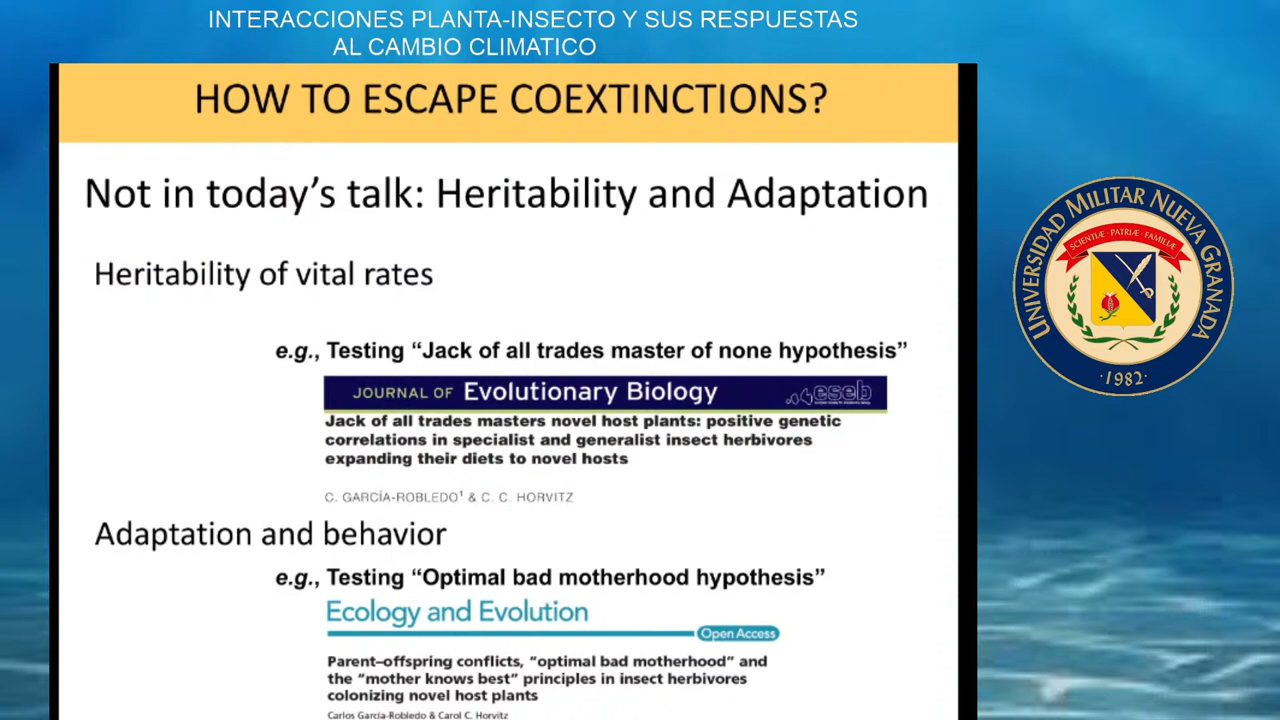 INTERACCIONES PLANTA-INSECTO Y SUS RESPUESTAS
AL CAMBIO CLIMATICO
HOW TO ESCAPE COEXTINCTIONS?
Not in today’s talk: Heritability and Adaptation
Heritability of vital rates
e.g., Testing “Jack of all trades master of none hypothesis”
JOURNAL OF Evolutionary Biology eseb
Jack of all trades masters novel host plants: positive genetic
correlations in specialist and generalist insect herbivores
expanding their diets to novel hosts
C. GARCÍA-ROBLEDO¹ & C. C. HORVITZ
Adaptation and behavior
e.g., Testing “Optimal bad motherhood hypothesis”
Ecology and Evolution
Open Access
Parent–offspring conflicts, “optimal bad motherhood” and
the “mother knows best” principles in insect herbivores
colonizing novel host plants
Carlos García-Robledo & Carol C. Horvitz
UNIVERSIDAD MILITAR NUEVA GRANADA
SCIENTIÆ · PATRIÆ · FAMILIÆ
·1982·